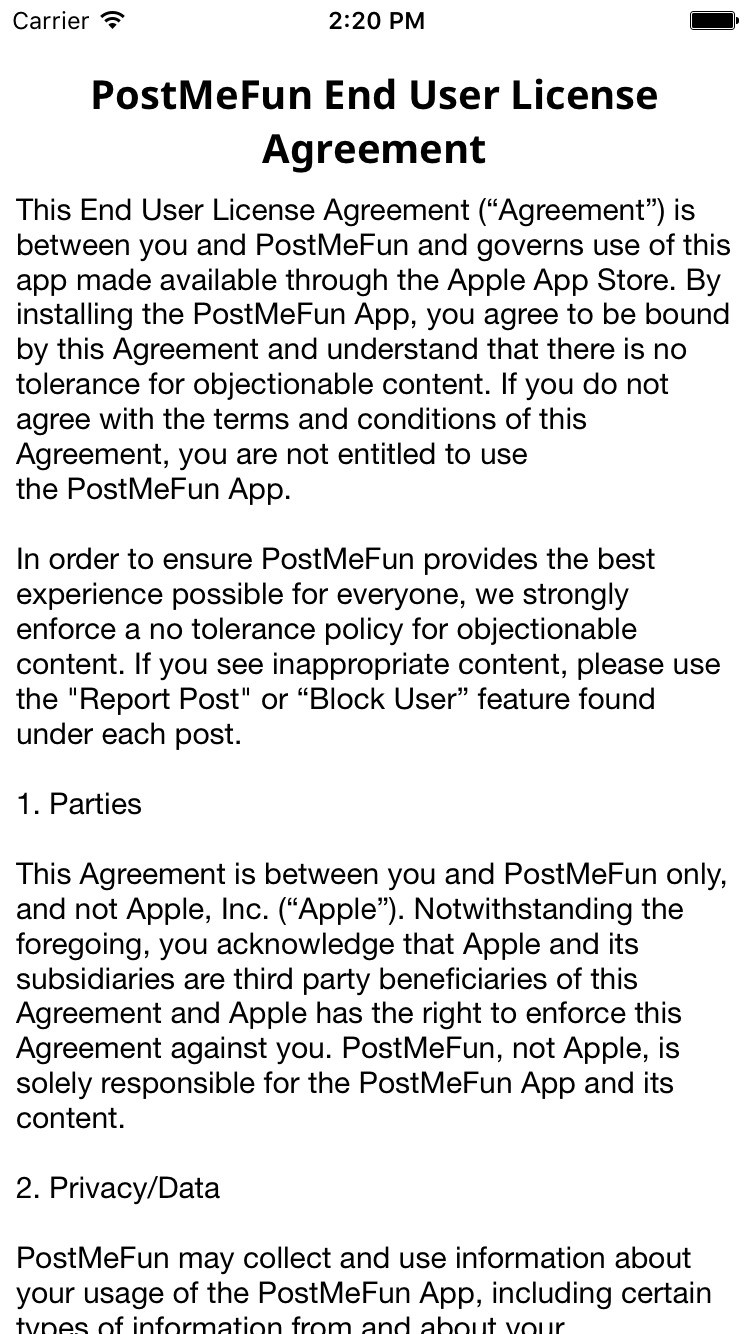 Carrier 2:20 PM
PostMeFun End User License
Agreement
This End User License Agreement (“Agreement”) is
between you and PostMeFun and governs use of this
app made available through the Apple App Store. By
installing the PostMeFun App, you agree to be bound
by this Agreement and understand that there is no
tolerance for objectionable content. If you do not
agree with the terms and conditions of this
Agreement, you are not entitled to use
the PostMeFun App.
In order to ensure PostMeFun provides the best
experience possible for everyone, we strongly
enforce a no tolerance policy for objectionable
content. If you see inappropriate content, please use
the "Report Post" or “Block User” feature found
under each post.
1. Parties
This Agreement is between you and PostMeFun only,
and not Apple, Inc. (“Apple”). Notwithstanding the
foregoing, you acknowledge that Apple and its
subsidiaries are third party beneficiaries of this
Agreement and Apple has the right to enforce this
Agreement against you. PostMeFun, not Apple, is
solely responsible for the PostMeFun App and its
content.
2. Privacy/Data
PostMeFun may collect and use information about
your usage of the PostMeFun App, including certain
types of information from and about your